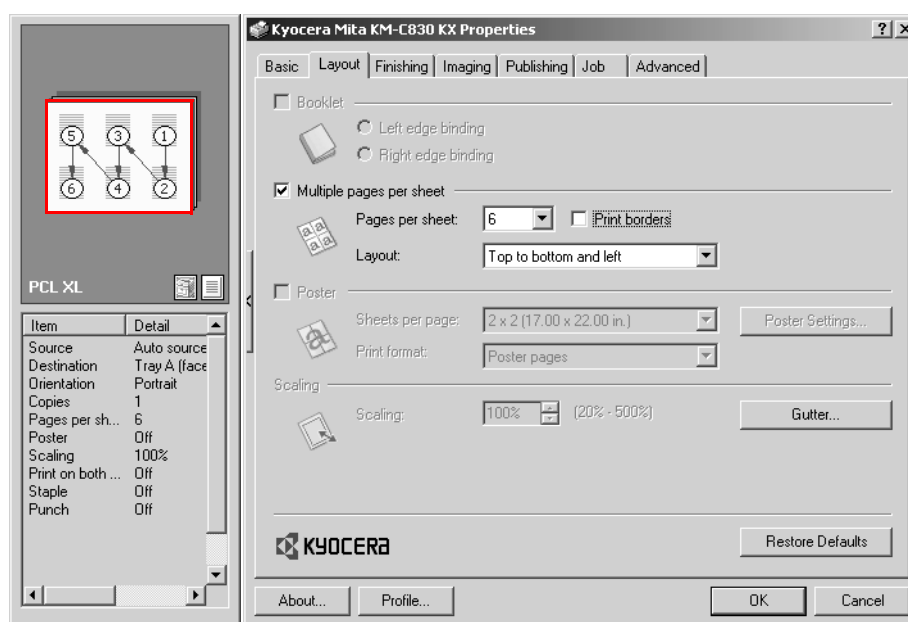 5 3 1
6 4 2
PCL XL
Item Detail
Source Auto source
Destination Tray A (face
Orientation Portrait
Copies 1
Pages per sh... 6
Poster Off
Scaling 100%
Print on both ... Off
Staple Off
Punch Off
Kyocera Mita KM-C830 KX Properties
Basic Layout Finishing Imaging Publishing Job Advanced
Booklet
Left edge binding
Right edge binding
Multiple pages per sheet
Pages per sheet: 6 Print borders
Layout: Top to bottom and left
Poster
Sheets per page: 2 x 2 (17.00 x 22.00 in.) Poster Settings...
Print format: Poster pages
Scaling
Scaling: 100% (20% - 500%) Gutter...
KYOCERA Restore Defaults
About... Profile... OK Cancel